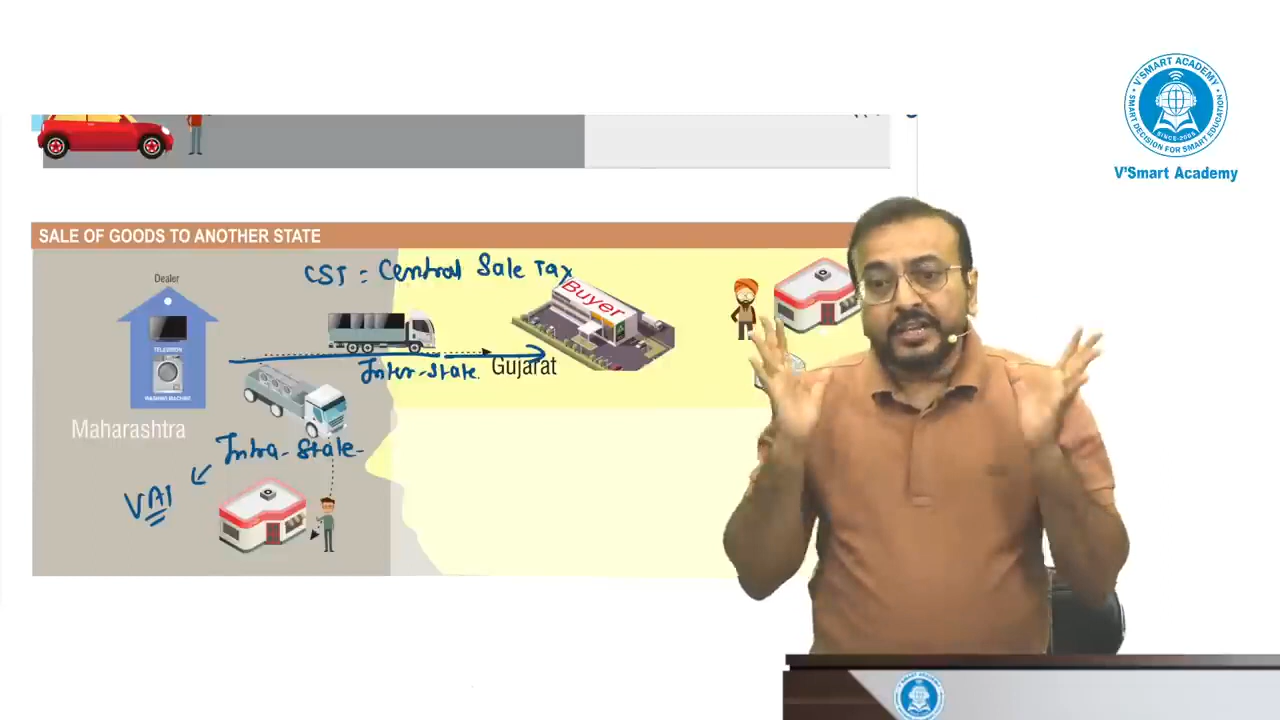 V'SMART ACADEMY
SMART DECISION FOR SMART EDUCATION
SINCE-2005
V'Smart Academy
SALE OF GOODS TO ANOTHER STATE
Dealer
CST = Central Sale Tax
Buyer
TELEVISION
WASHING MACHINE
Inter-State.
Gujarat
Maharashtra
Intra-State-
VAT